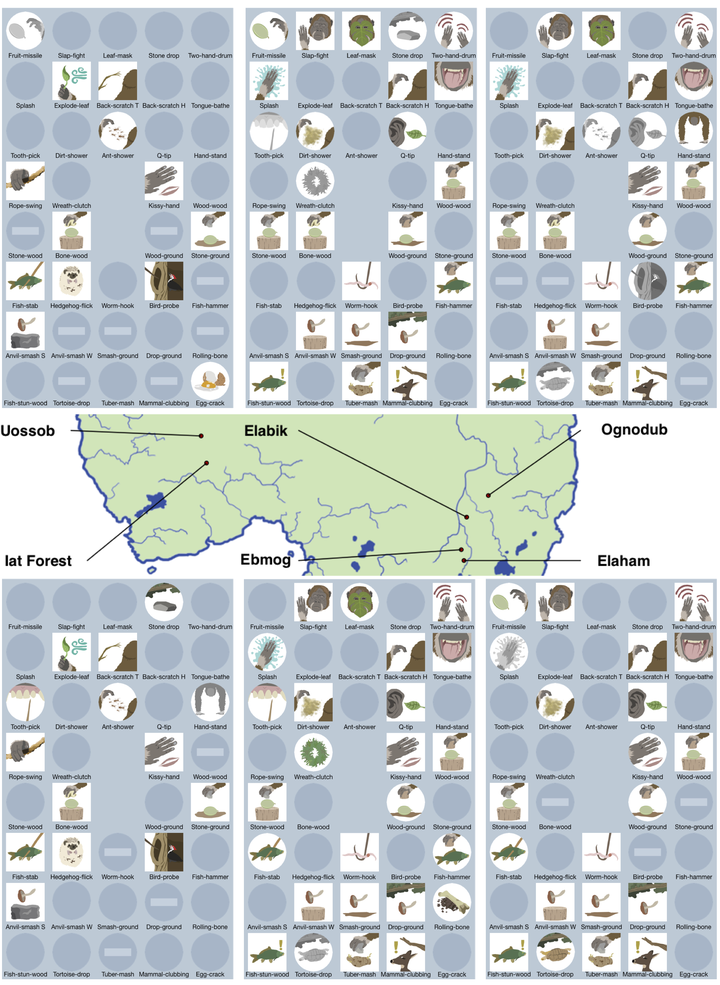 Fruit-missile Slap-fight Leaf-mask Stone drop Two-hand-drum
Splash Explode-leaf Back-scratch T Back-scratch H Tongue-bathe
Tooth-pick Dirt-shower Ant-shower Q-tip Hand-stand
Rope-swing Wreath-clutch Kissy-hand Wood-wood
Stone-wood Bone-wood Wood-ground Stone-ground
Fish-stab Hedgehog-flick Worm-hook Bird-probe Fish-hammer
Anvil-smash S Anvil-smash W Smash-ground Drop-ground Rolling-bone
Fish-stun-wood Tortoise-drop Tuber-mash Mammal-clubbing Egg-crack
Fruit-missile Slap-fight Leaf-mask Stone drop Two-hand-drum
Splash Explode-leaf Back-scratch T Back-scratch H Tongue-bathe
Tooth-pick Dirt-shower Ant-shower Q-tip Hand-stand
Rope-swing Wreath-clutch Kissy-hand Wood-wood
Stone-wood Bone-wood Wood-ground Stone-ground
Fish-stab Hedgehog-flick Worm-hook Bird-probe Fish-hammer
Anvil-smash S Anvil-smash W Smash-ground Drop-ground Rolling-bone
Fish-stun-wood Tortoise-drop Tuber-mash Mammal-clubbing Egg-crack
Fruit-missile Slap-fight Leaf-mask Stone drop Two-hand-drum
Splash Explode-leaf Back-scratch T Back-scratch H Tongue-bathe
Tooth-pick Dirt-shower Ant-shower Q-tip Hand-stand
Rope-swing Wreath-clutch Kissy-hand Wood-wood
Stone-wood Bone-wood Wood-ground Stone-ground
Fish-stab Hedgehog-flick Worm-hook Bird-probe Fish-hammer
Anvil-smash S Anvil-smash W Smash-ground Drop-ground Rolling-bone
Fish-stun-wood Tortoise-drop Tuber-mash Mammal-clubbing Egg-crack
Uossob Elabik Ognodub
Iat Forest Ebmog Elaham
Fruit-missile Slap-fight Leaf-mask Stone drop Two-hand-drum
Splash Explode-leaf Back-scratch T Back-scratch H Tongue-bathe
Tooth-pick Dirt-shower Ant-shower Q-tip Hand-stand
Rope-swing Wreath-clutch Kissy-hand Wood-wood
Stone-wood Bone-wood Wood-ground Stone-ground
Fish-stab Hedgehog-flick Worm-hook Bird-probe Fish-hammer
Anvil-smash S Anvil-smash W Smash-ground Drop-ground Rolling-bone
Fish-stun-wood Tortoise-drop Tuber-mash Mammal-clubbing Egg-crack
Fruit-missile Slap-fight Leaf-mask Stone drop Two-hand-drum
Splash Explode-leaf Back-scratch T Back-scratch H Tongue-bathe
Tooth-pick Dirt-shower Ant-shower Q-tip Hand-stand
Rope-swing Wreath-clutch Kissy-hand Wood-wood
Stone-wood Bone-wood Wood-ground Stone-ground
Fish-stab Hedgehog-flick Worm-hook Bird-probe Fish-hammer
Anvil-smash S Anvil-smash W Smash-ground Drop-ground Rolling-bone
Fish-stun-wood Tortoise-drop Tuber-mash Mammal-clubbing Egg-crack
Fruit-missile Slap-fight Leaf-mask Stone drop Two-hand-drum
Splash Explode-leaf Back-scratch T Back-scratch H Tongue-bathe
Tooth-pick Dirt-shower Ant-shower Q-tip Hand-stand
Rope-swing Wreath-clutch Kissy-hand Wood-wood
Stone-wood Bone-wood Wood-ground Stone-ground
Fish-stab Hedgehog-flick Worm-hook Bird-probe Fish-hammer
Anvil-smash S Anvil-smash W Smash-ground Drop-ground Rolling-bone
Fish-stun-wood Tortoise-drop Tuber-mash Mammal-clubbing Egg-crack